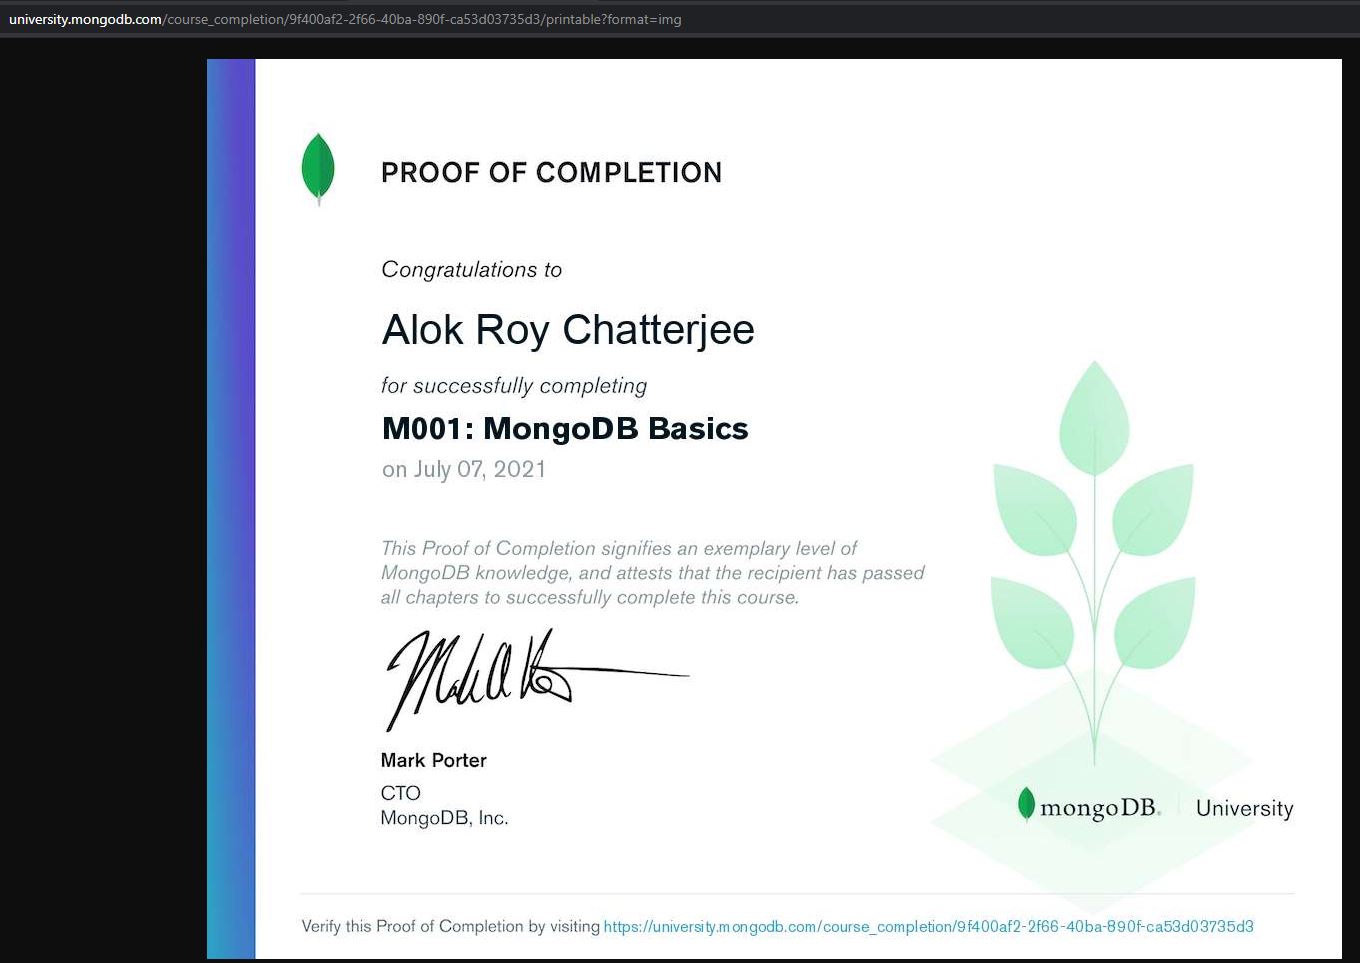 university.mongodb.com/course_completion/9f400af2-2f66-40ba-890f-ca53d03735d3/printable?format=img
PROOF OF COMPLETION
Congratulations to
Alok Roy Chatterjee
for successfully completing
M001: MongoDB Basics
on July 07, 2021
This Proof of Completion signifies an exemplary level of
MongoDB knowledge, and attests that the recipient has passed
all chapters to successfully complete this course.
Mark Porter
CTO
MongoDB, Inc.
mongoDB. University
Verify this Proof of Completion by visiting https://university.mongodb.com/course_completion/9f400af2-2f66-40ba-890f-ca53d03735d3